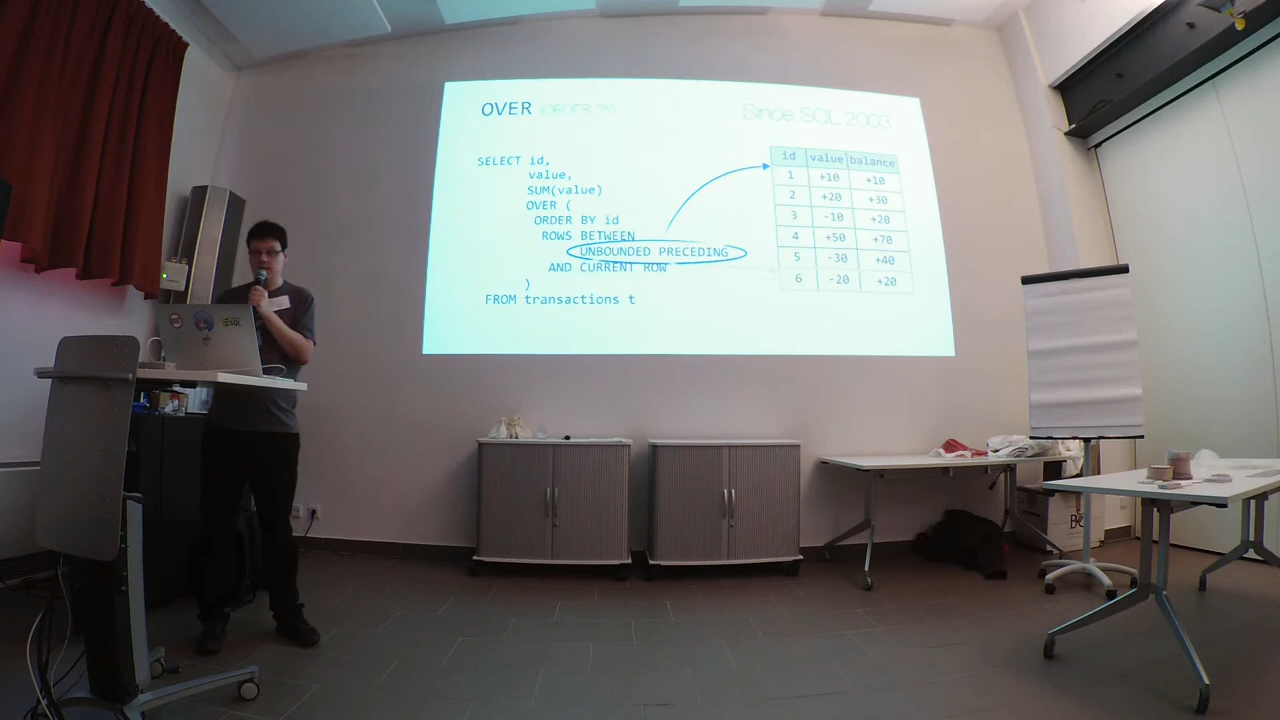 OVER (ORDER BY)
Since SQL 2003
SELECT id,
value,
SUM(value)
OVER (
ORDER BY id
ROWS BETWEEN
UNBOUNDED PRECEDING
AND CURRENT ROW
)
FROM transactions t
id value balance
1 +10 +10
2 +20 +30
3 -10 +20
4 +50 +70
5 -30 +40
6 -20 +20